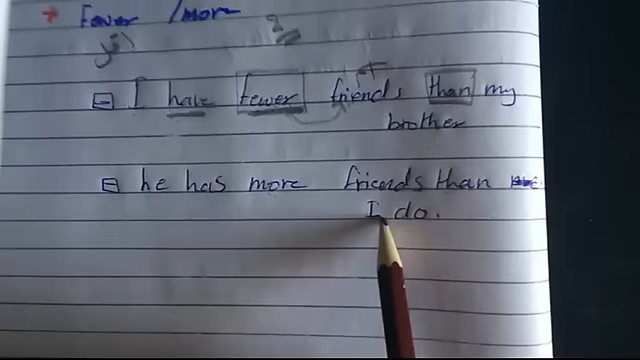 + Fewer / more
I have fewer friends than my
brother
he has more friends than
I do.